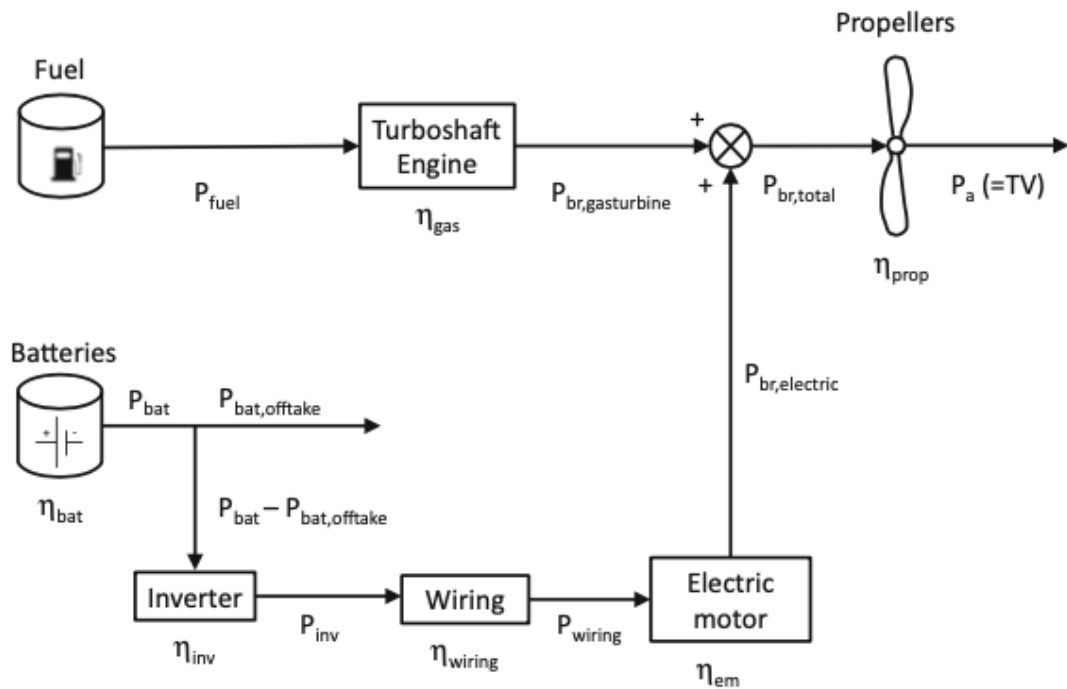 Propellers
Fuel
Turboshaft
Engine
+
+
P_fuel
P_br,gasturbine
P_br,total
P_a (=TV)
η_gas
η_prop
Batteries
P_bat
P_bat,offtake
P_br,electric
+ -
η_bat
P_bat – P_bat,offtake
Inverter
Wiring
Electric
motor
P_inv
P_wiring
η_inv
η_wiring
η_em